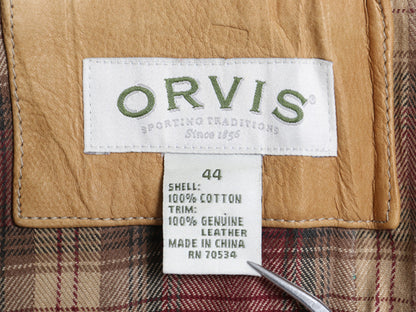 ORVIS®
SPORTING TRADITIONS
Since 1856
44
SHELL:
100% COTTON
TRIM:
100% GENUINE
LEATHER
MADE IN CHINA
RN 70534